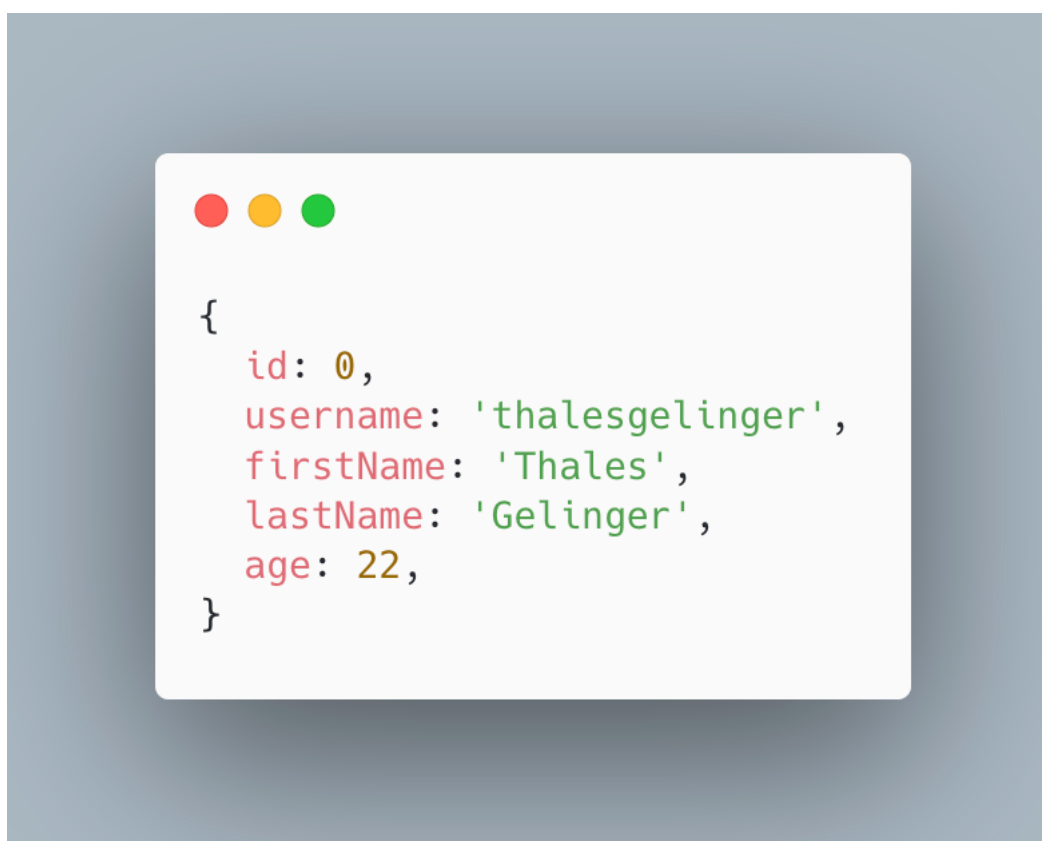 {
  id: 0,
  username: 'thalesgelinger',
  firstName: 'Thales',
  lastName: 'Gelinger',
  age: 22,
}